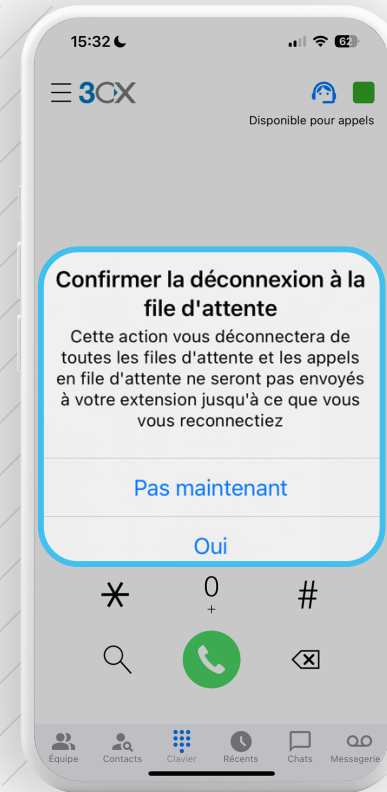 15:32
62
3CX
Disponible pour appels
Confirmer la déconnexion à la
file d'attente
Cette action vous déconnectera de
toutes les files d'attente et les appels
en file d'attente ne seront pas envoyés
à votre extension jusqu'à ce que vous
vous reconnectiez
Pas maintenant
Oui
* 0 #
+
Équipe Contacts Clavier Récents Chats Messagerie